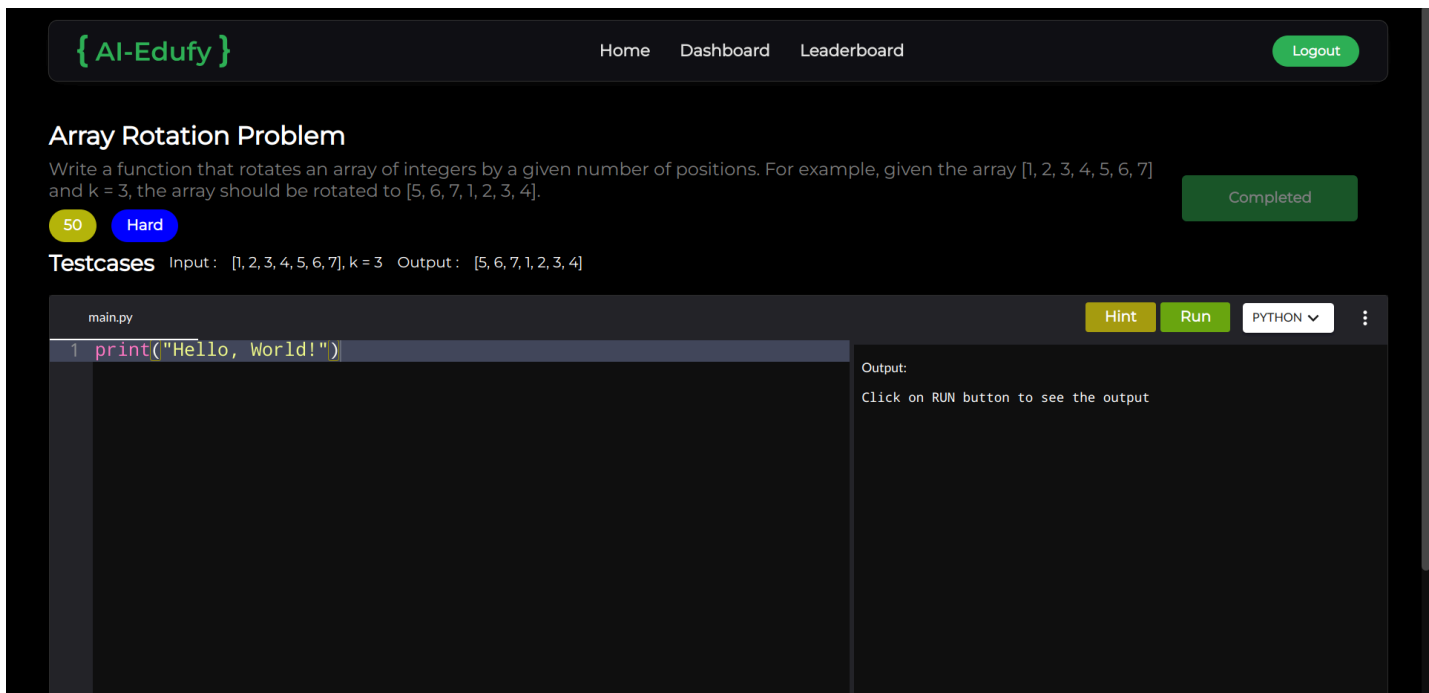 { AI-Edufy }
Home Dashboard Leaderboard
Logout
Array Rotation Problem
Write a function that rotates an array of integers by a given number of positions. For example, given the array [1, 2, 3, 4, 5, 6, 7]
and k = 3, the array should be rotated to [5, 6, 7, 1, 2, 3, 4].
Completed
50 Hard
Testcases Input : [1, 2, 3, 4, 5, 6, 7], k = 3 Output : [5, 6, 7, 1, 2, 3, 4]
main.py
Hint Run PYTHON
1 print("Hello, World!")
Output:
Click on RUN button to see the output